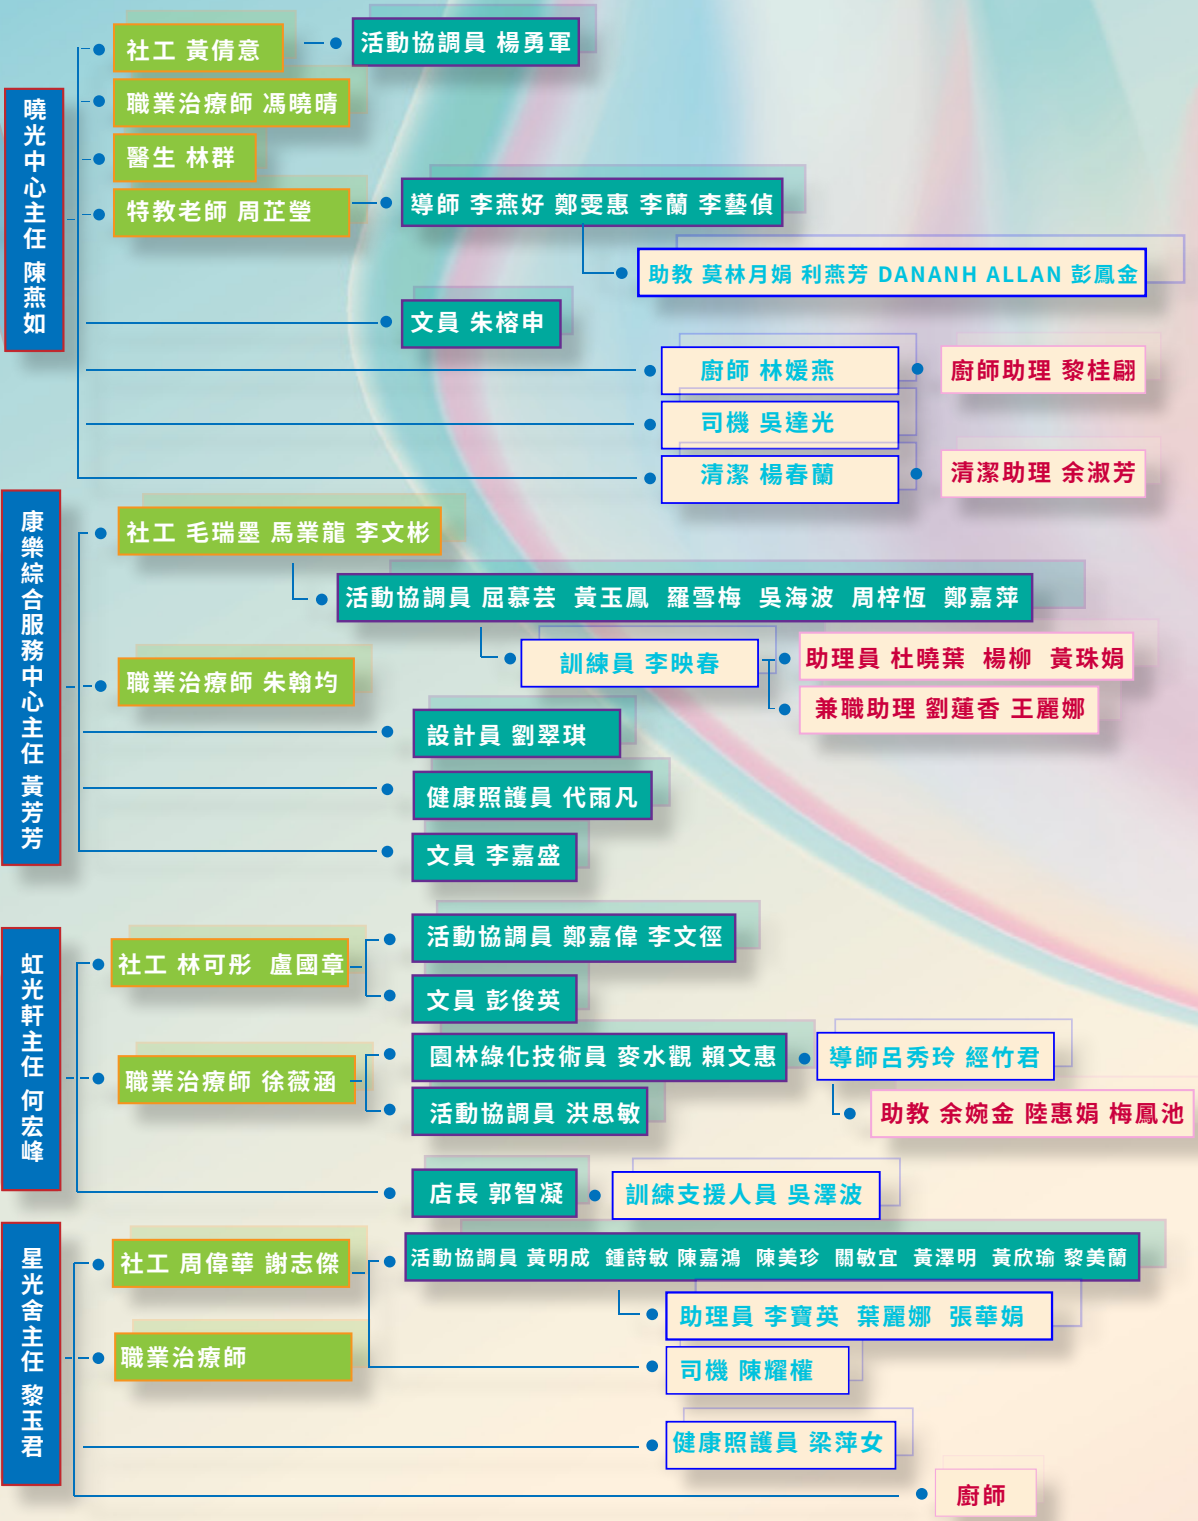 曉光中心主任 陳燕如
社工 黃倩意
活動協調員 楊勇軍
職業治療師 馮曉晴
醫生 林群
特教老師 周芷瑩
導師 李燕好 鄭雯惠 李蘭 李藝偵
助教 莫林月娟 利燕芳 DANANH ALLAN 彭鳳金
文員 朱榕申
廚師 林媛燕
廚師助理 黎桂翩
司機 吳達光
清潔 楊春蘭
清潔助理 余淑芳
康樂綜合服務中心主任 黃芳芳
社工 毛瑞墨 馬業龍 李文彬
活動協調員 屈慕芸 黃玉鳳 羅雪梅 吳海波 周梓恆 鄭嘉萍
訓練員 李映春
助理員 杜曉葉 楊柳 黃珠娟
兼職助理 劉蓮香 王麗娜
職業治療師 朱翰均
設計員 劉翠琪
健康照護員 代雨凡
文員 李嘉盛
虹光軒主任 何宏峰
社工 林可彤 盧國章
活動協調員 鄭嘉偉 李文徑
文員 彭俊英
職業治療師 徐薇涵
園林綠化技術員 麥水觀 賴文惠
導師呂秀玲 經竹君
活動協調員 洪思敏
助教 余婉金 陸惠娟 梅鳳池
店長 郭智凝
訓練支援人員 吳澤波
星光舍主任 黎玉君
社工 周偉華 謝志傑
活動協調員 黃明成 鍾詩敏 陳嘉鴻 陳美珍 關敏宜 黃澤明 黃欣瑜 黎美蘭
助理員 李寶英 葉麗娜 張華娟
職業治療師
司機 陳耀權
健康照護員 梁萍女
廚師